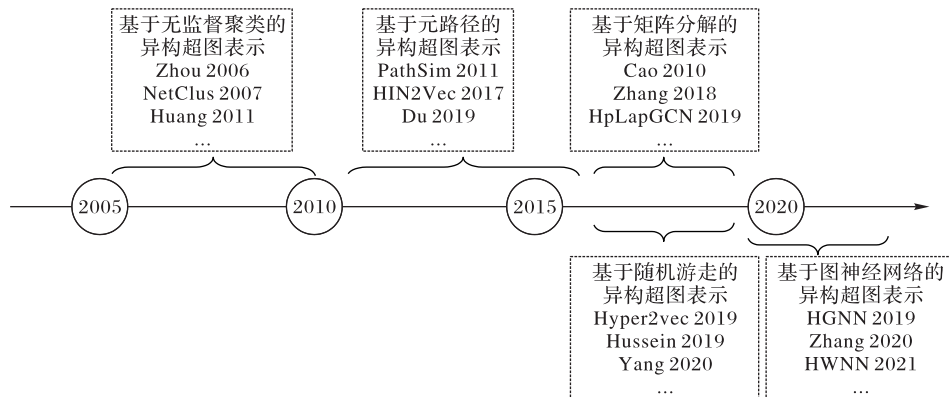 基于无监督聚类的
异构超图表示
Zhou 2006
NetClus 2007
Huang 2011
…
基于元路径的
异构超图表示
PathSim 2011
HIN2Vec 2017
Du 2019
…
基于矩阵分解的
异构超图表示
Cao 2010
Zhang 2018
HpLapGCN 2019
…
2005
2010
2015
2020
基于随机游走的
异构超图表示
Hyper2vec 2019
Hussein 2019
Yang 2020
…
基于图神经网络的
异构超图表示
HGNN 2019
Zhang 2020
HWNN 2021
…